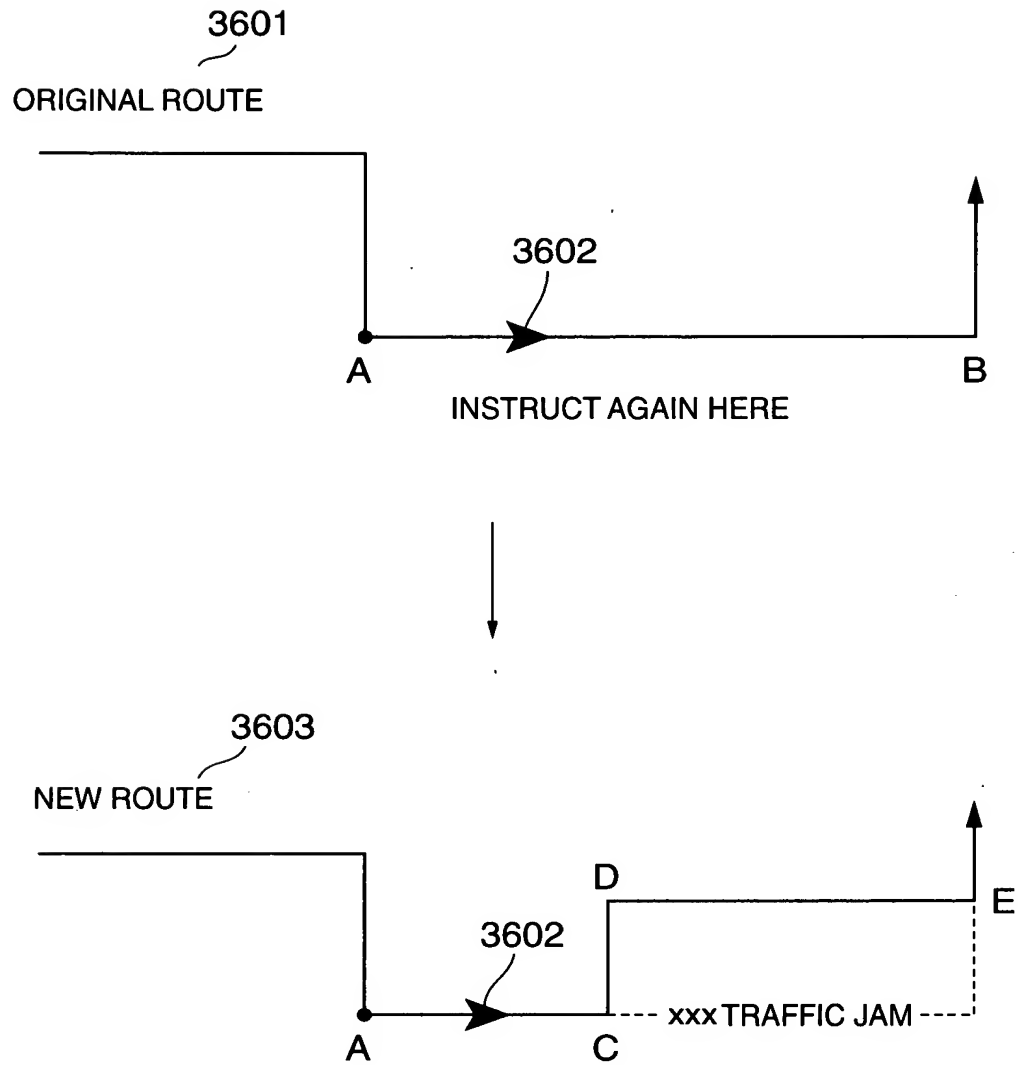 3601
ORIGINAL ROUTE
3602
A
B
INSTRUCT AGAIN HERE
3603
NEW ROUTE
D
E
3602
xxx TRAFFIC JAM
A
C